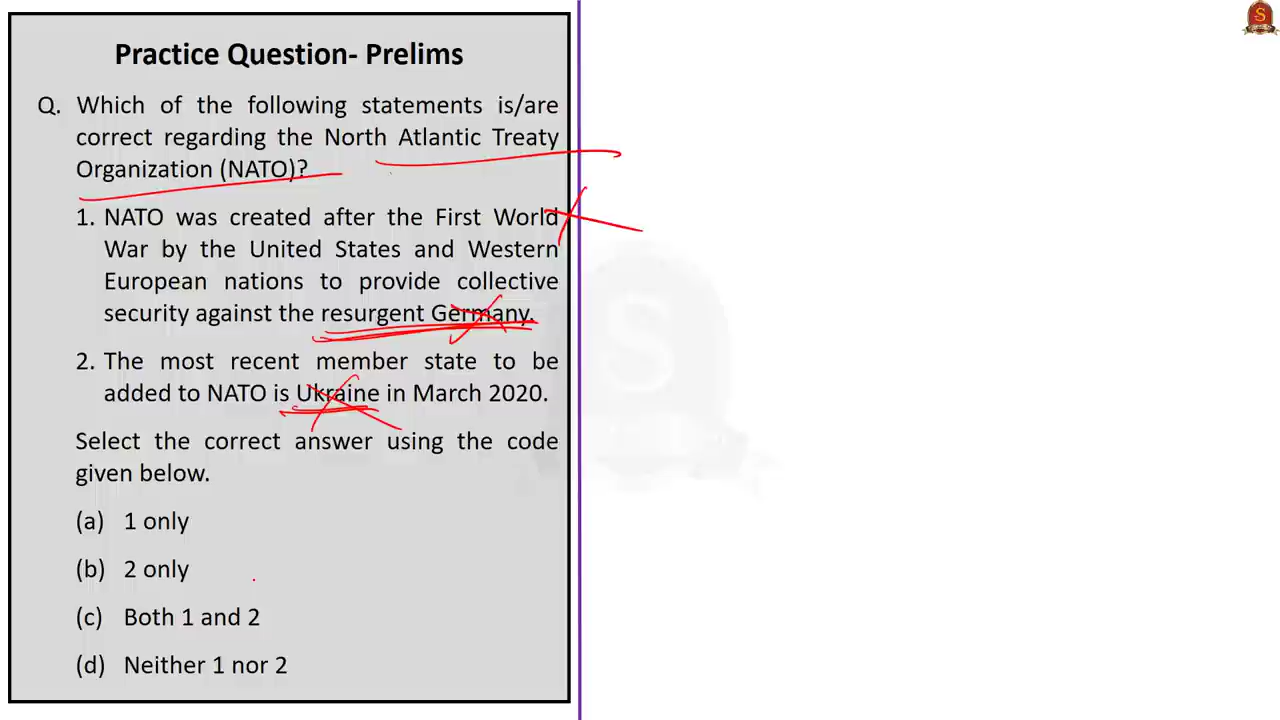 Practice Question- Prelims
Q. Which of the following statements is/are
correct regarding the North Atlantic Treaty
Organization (NATO)?
1. NATO was created after the First World
War by the United States and Western
European nations to provide collective
security against the resurgent Germany.
2. The most recent member state to be
added to NATO is Ukraine in March 2020.
Select the correct answer using the code
given below.
(a) 1 only
(b) 2 only
(c) Both 1 and 2
(d) Neither 1 nor 2
S
S